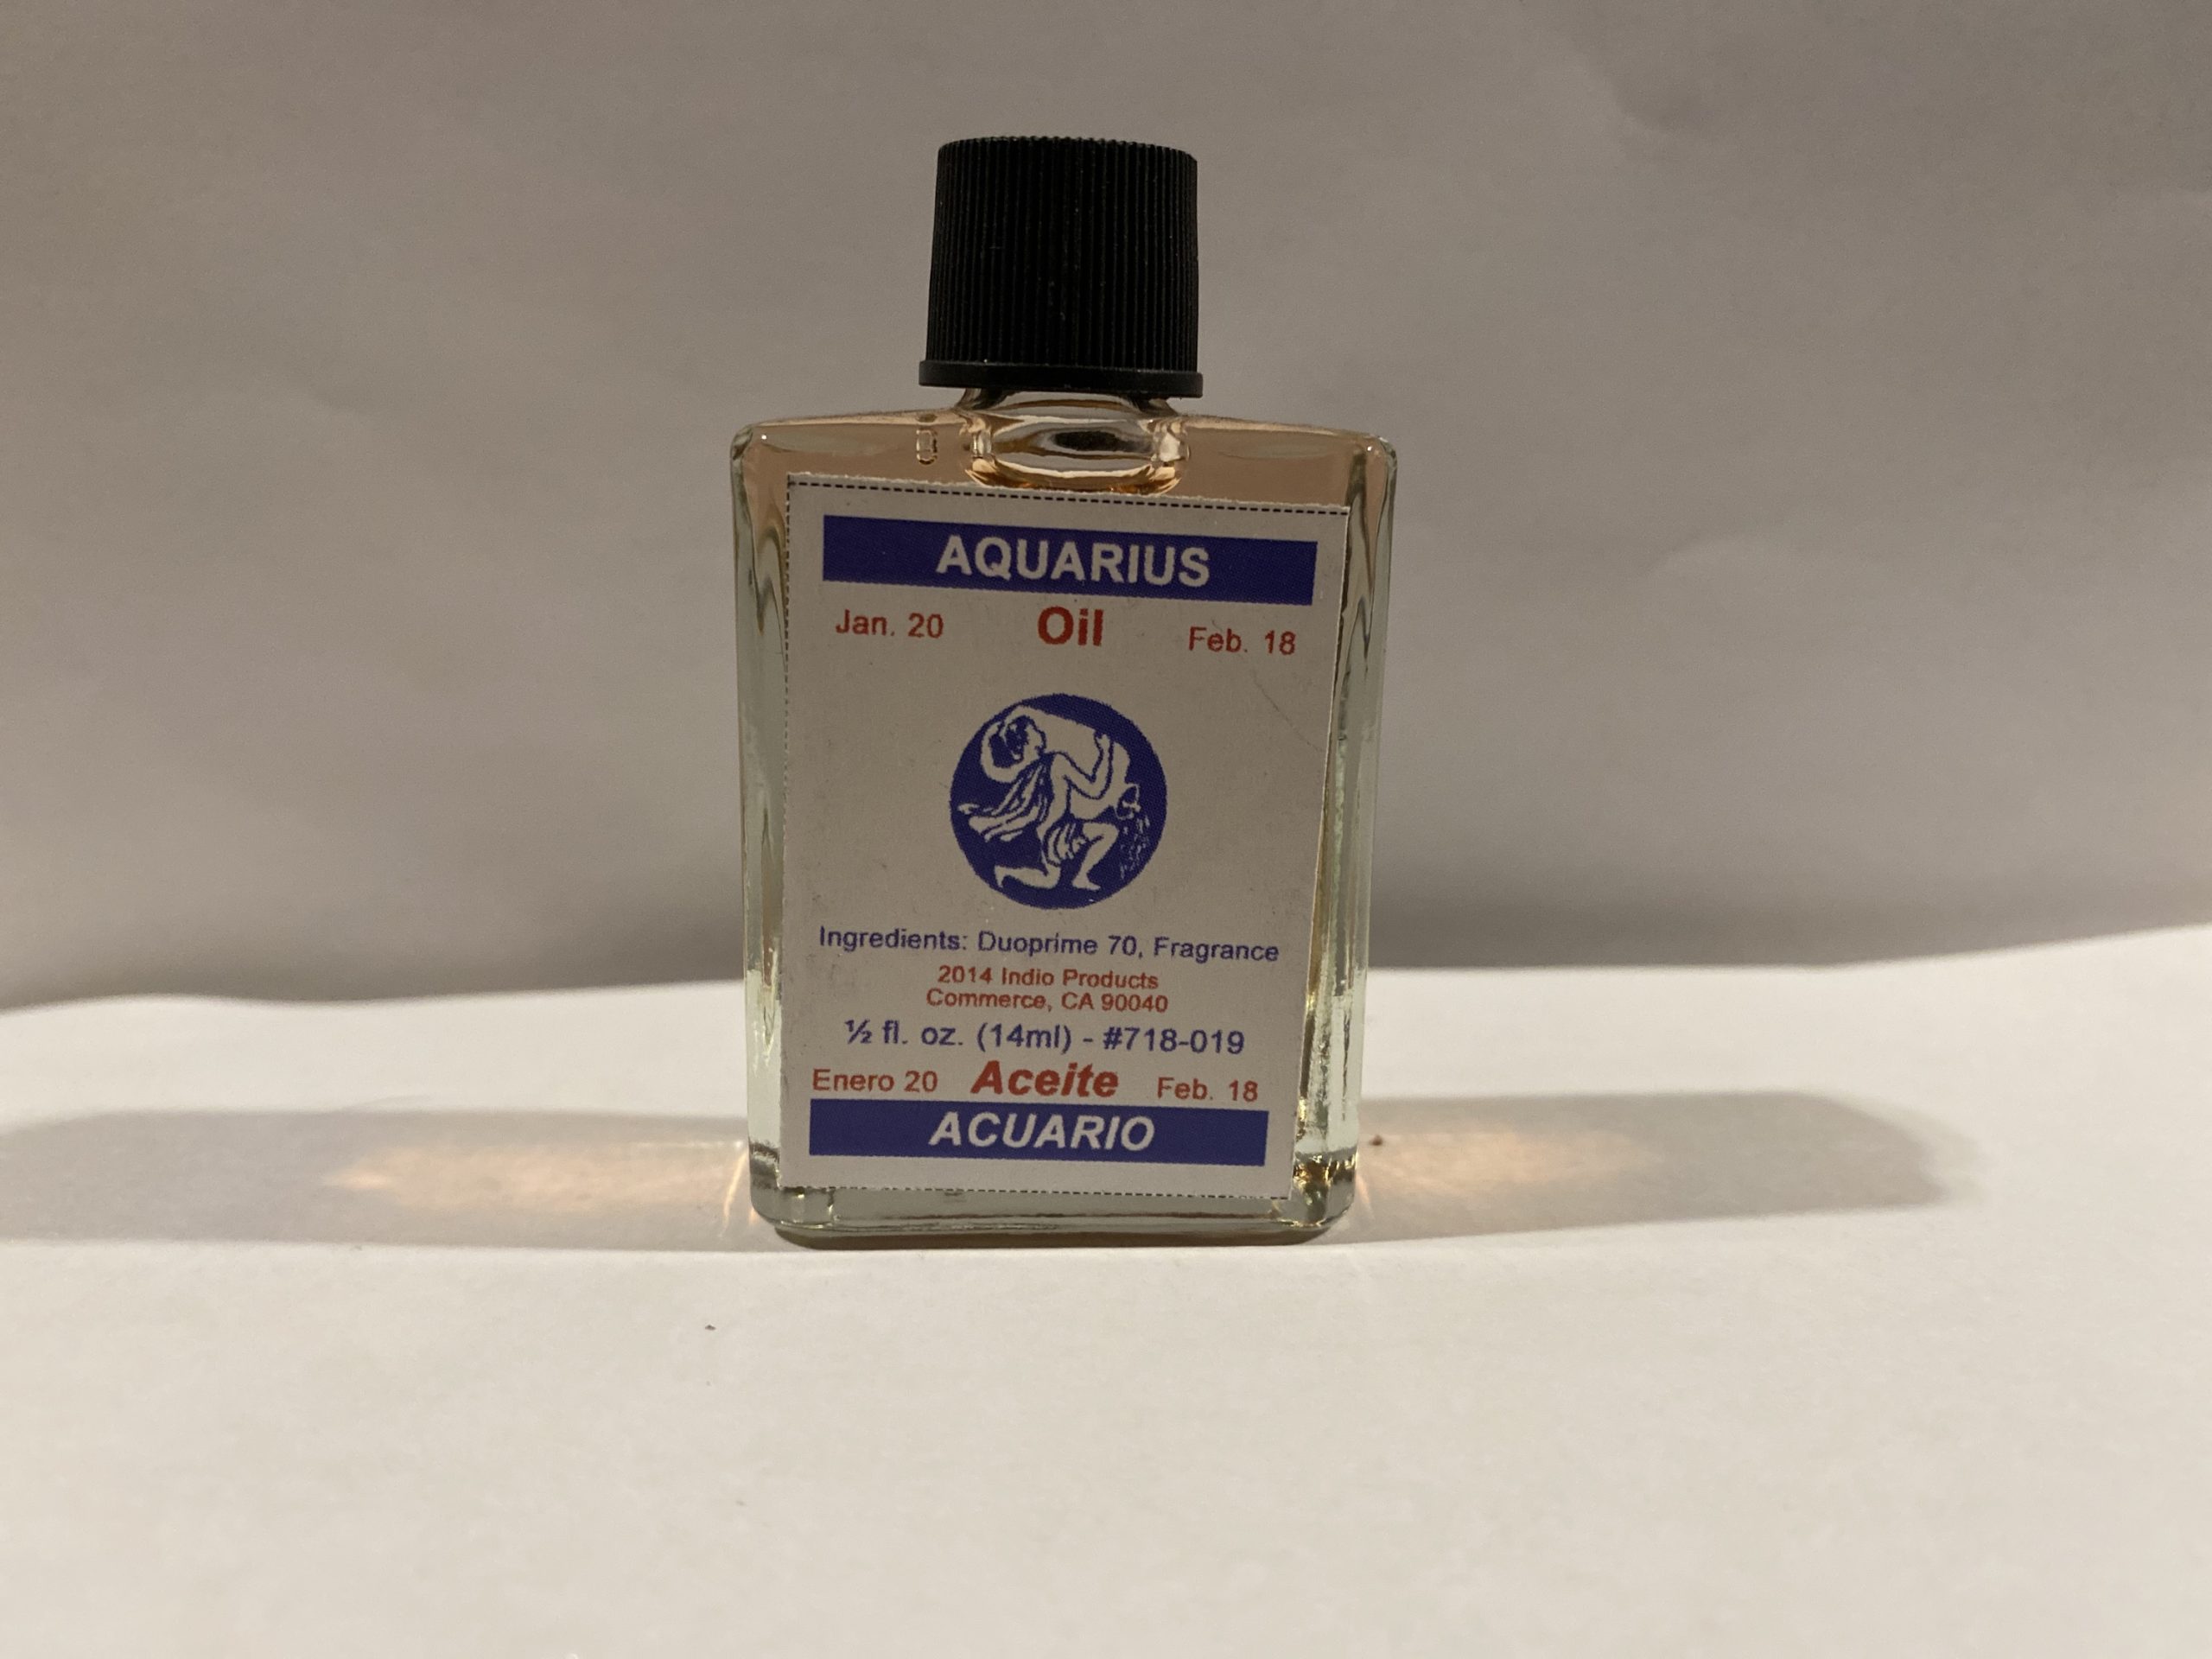 AQUARIUS
Jan. 20 Oil Feb. 18
Ingredients: Duoprime 70, Fragrance
2014 Indio Products
Commerce, CA 90040
½ fl. oz. (14ml) - #718-019
Enero 20 Aceite Feb. 18
ACUARIO